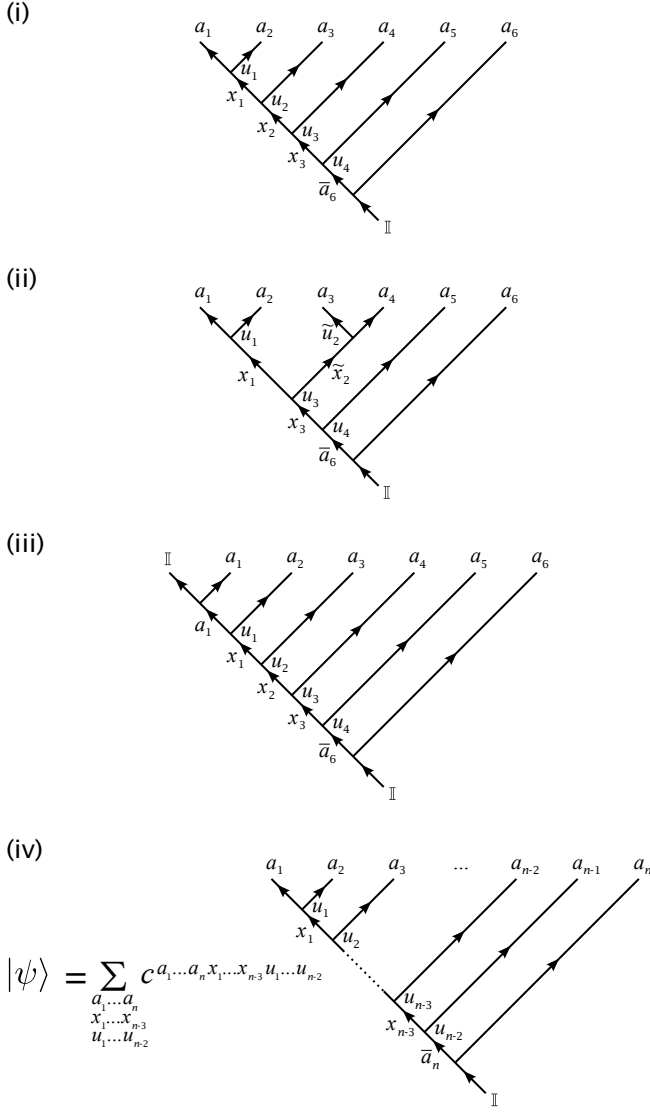 (i)
a₁ a₂ a₃ a₄ a₅ a₆
u₁
x₁ u₂
x₂ u₃
x₃ u₄
a̅₆
𝕀
(ii)
a₁ a₂ a₃ a₄ a₅ a₆
u₁ ũ₂
x₁ x̃₂
u₃
x₃ u₄
a̅₆
𝕀
(iii)
𝕀 a₁ a₂ a₃ a₄ a₅ a₆
a₁ u₁
x₁ u₂
x₂ u₃
x₃ u₄
a̅₆
𝕀
(iv)
a₁ a₂ a₃ ... aₙ₋₂ aₙ₋₁ aₙ
u₁
x₁ u₂
|ψ⟩ = ∑ c^{a₁...aₙ x₁...xₙ₋₃ u₁...uₙ₋₂}
a₁...aₙ
x₁...xₙ₋₃
u₁...uₙ₋₂
uₙ₋₃
xₙ₋₃ uₙ₋₂
a̅ₙ
𝕀